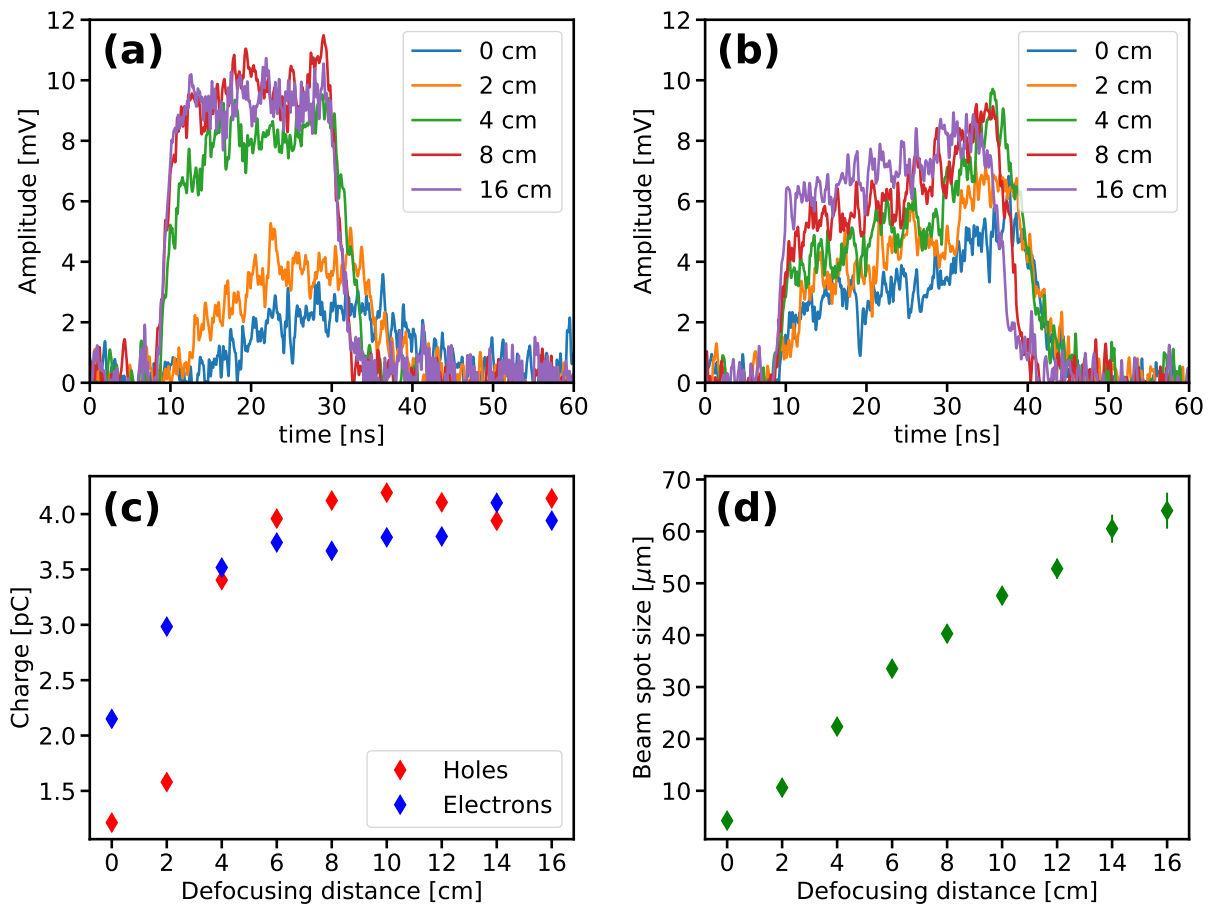 (a)
12
10
8
6
4
2
0
Amplitude [mV]
0 cm
2 cm
4 cm
8 cm
16 cm
0 10 20 30 40 50 60
time [ns]
(b)
12
10
8
6
4
2
0
Amplitude [mV]
0 cm
2 cm
4 cm
8 cm
16 cm
0 10 20 30 40 50 60
time [ns]
(c)
4.0
3.5
3.0
2.5
2.0
1.5
Charge [pC]
Holes
Electrons
0 2 4 6 8 10 12 14 16
Defocusing distance [cm]
(d)
70
60
50
40
30
20
10
Beam spot size [μm]
0 2 4 6 8 10 12 14 16
Defocusing distance [cm]